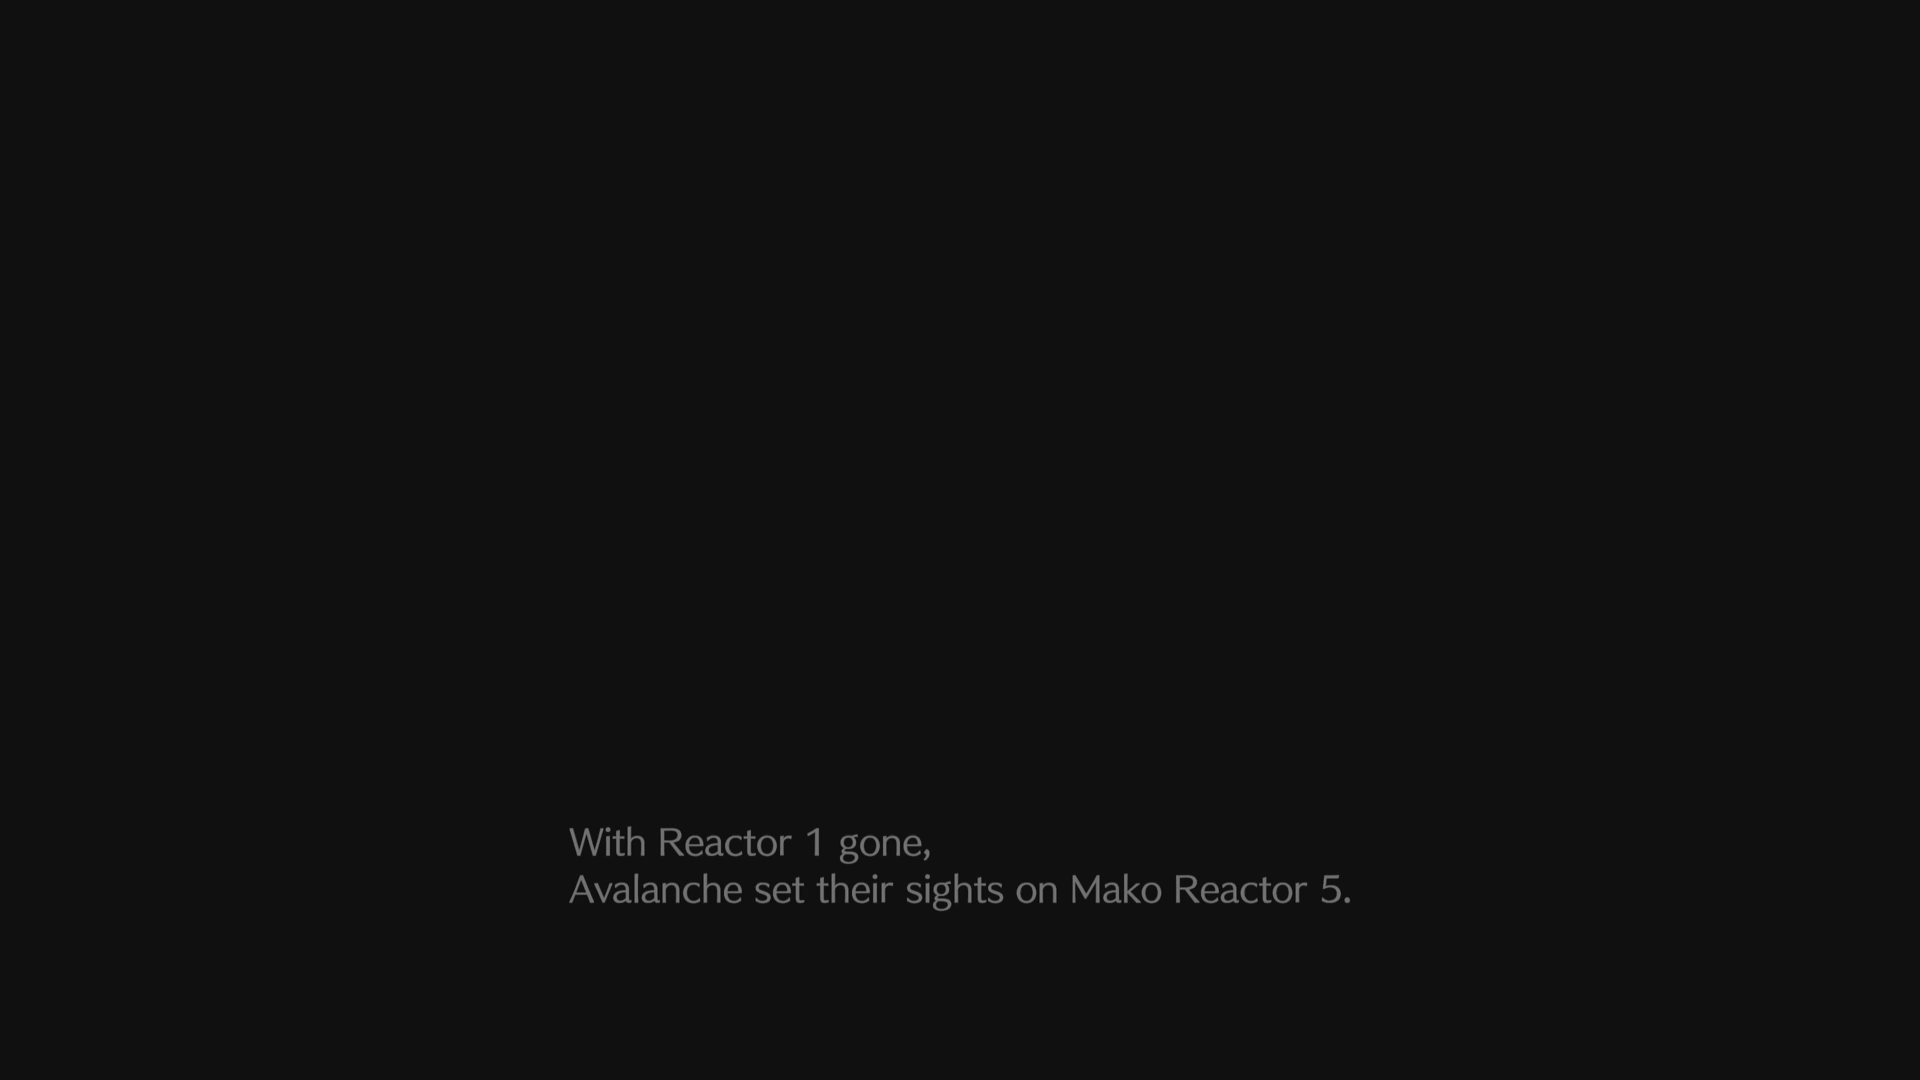 With Reactor 1 gone,
Avalanche set their sights on Mako Reactor 5.